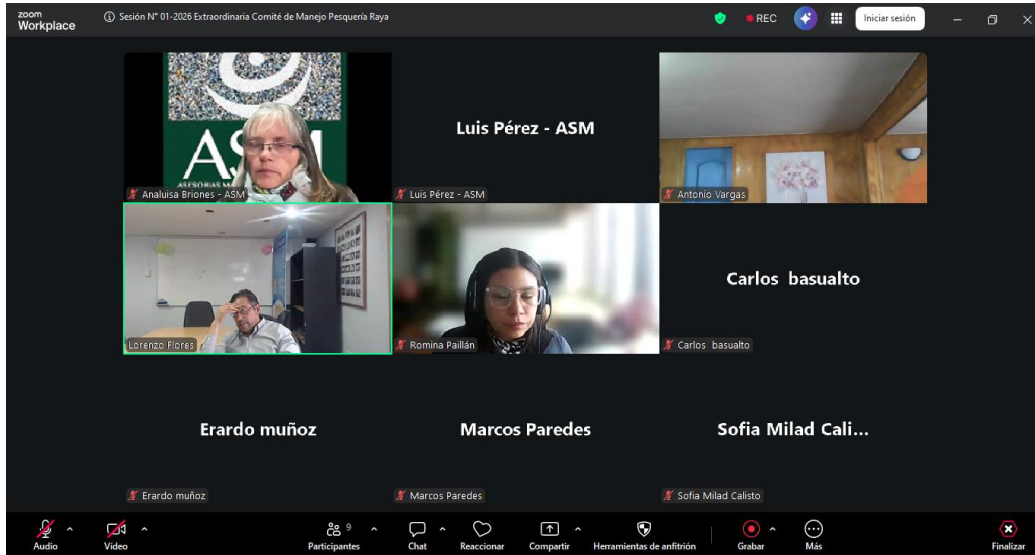 zoom
Workplace
Sesión N° 01-2026 Extraordinaria Comité de Manejo Pesquería Raya
REC
Iniciar sesión
ASM
Analuisa Briones - ASM
Luis Pérez - ASM
Luis Pérez - ASM
Antonio Vargas
Lorenzo Flores
Romina Paillán
Carlos basualto
Carlos basualto
Erardo muñoz
Erardo muñoz
Marcos Paredes
Marcos Paredes
Sofia Milad Cali...
Sofia Milad Calisto
Audio
Video
9
Participantes
Chat
Reaccionar
Compartir
Herramientas de anfitrión
Grabar
Más
Finalizar